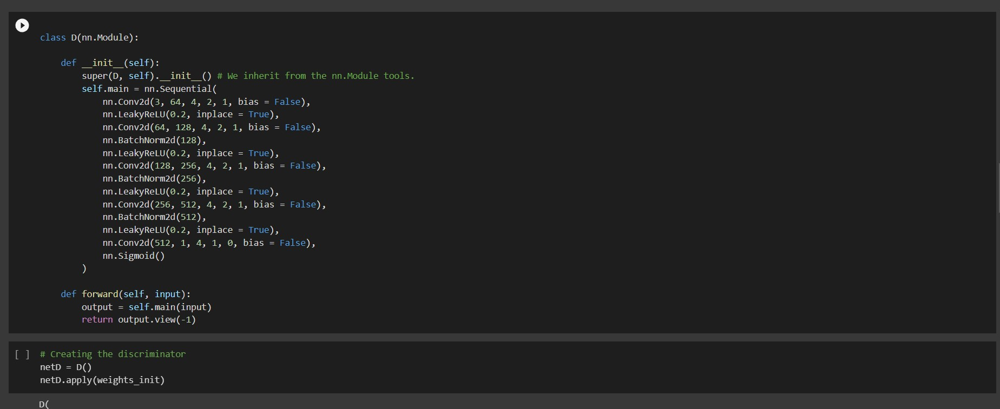 class D(nn.Module):
def __init__(self):
super(D, self).__init__() # We inherit from the nn.Module tools.
self.main = nn.Sequential(
nn.Conv2d(3, 64, 4, 2, 1, bias = False),
nn.LeakyReLU(0.2, inplace = True),
nn.Conv2d(64, 128, 4, 2, 1, bias = False),
nn.BatchNorm2d(128),
nn.LeakyReLU(0.2, inplace = True),
nn.Conv2d(128, 256, 4, 2, 1, bias = False),
nn.BatchNorm2d(256),
nn.LeakyReLU(0.2, inplace = True),
nn.Conv2d(256, 512, 4, 2, 1, bias = False),
nn.BatchNorm2d(512),
nn.LeakyReLU(0.2, inplace = True),
nn.Conv2d(512, 1, 4, 1, 0, bias = False),
nn.Sigmoid()
)
def forward(self, input):
output = self.main(input)
return output.view(-1)
[ ] # Creating the discriminator
netD = D()
netD.apply(weights_init)
D(